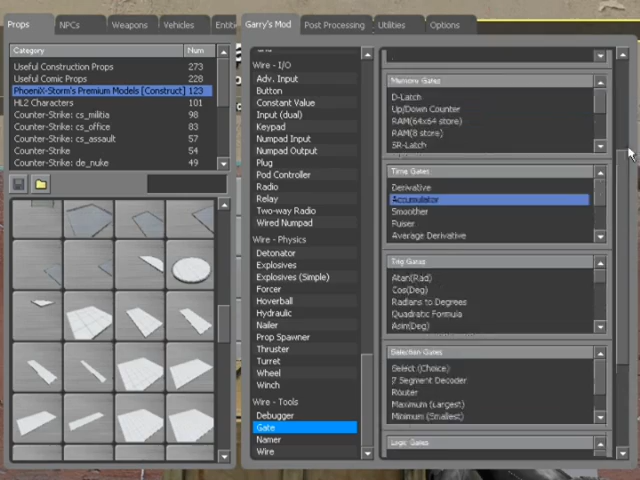 Props
NPCs
Weapons
Vehicles
Entiti
Garry's Mod
Post Processing
Utilities
Options
Category
Num
Useful Construction Props 273
Useful Comic Props 228
PhoeniX-Storm's Premium Models [Construct] 123
HL2 Characters 101
Counter-Strike: cs_militia 98
Counter-Strike: cs_office 83
Counter-Strike: cs_assault 57
Counter-Strike 54
Counter-Strike: de_nuke 49
Wire - I/O
Adv. Input
Button
Constant Value
Input (dual)
Keypad
Numpad Input
Numpad Output
Plug
Pod Controller
Radio
Relay
Two-way Radio
Wired Numpad
Wire - Physics
Detonator
Explosives
Explosives (Simple)
Forcer
Hoverball
Hydraulic
Nailer
Prop Spawner
Thruster
Turret
Wheel
Winch
Wire - Tools
Debugger
Gate
Namer
Wire
Memory Gates
D-Latch
Up/Down Counter
RAM(64x64 store)
RAM(8 store)
SR-Latch
Time Gates
Derivative
Accumulator
Smoother
Pulser
Average Derivative
Trig Gates
Atan(Rad)
Cos(Deg)
Radians to Degrees
Quadratic Formula
Asin(Deg)
Selection Gates
Select (Choice)
7 Segment Decoder
Router
Maximum (Largest)
Minimum (Smallest)
Logic Gates